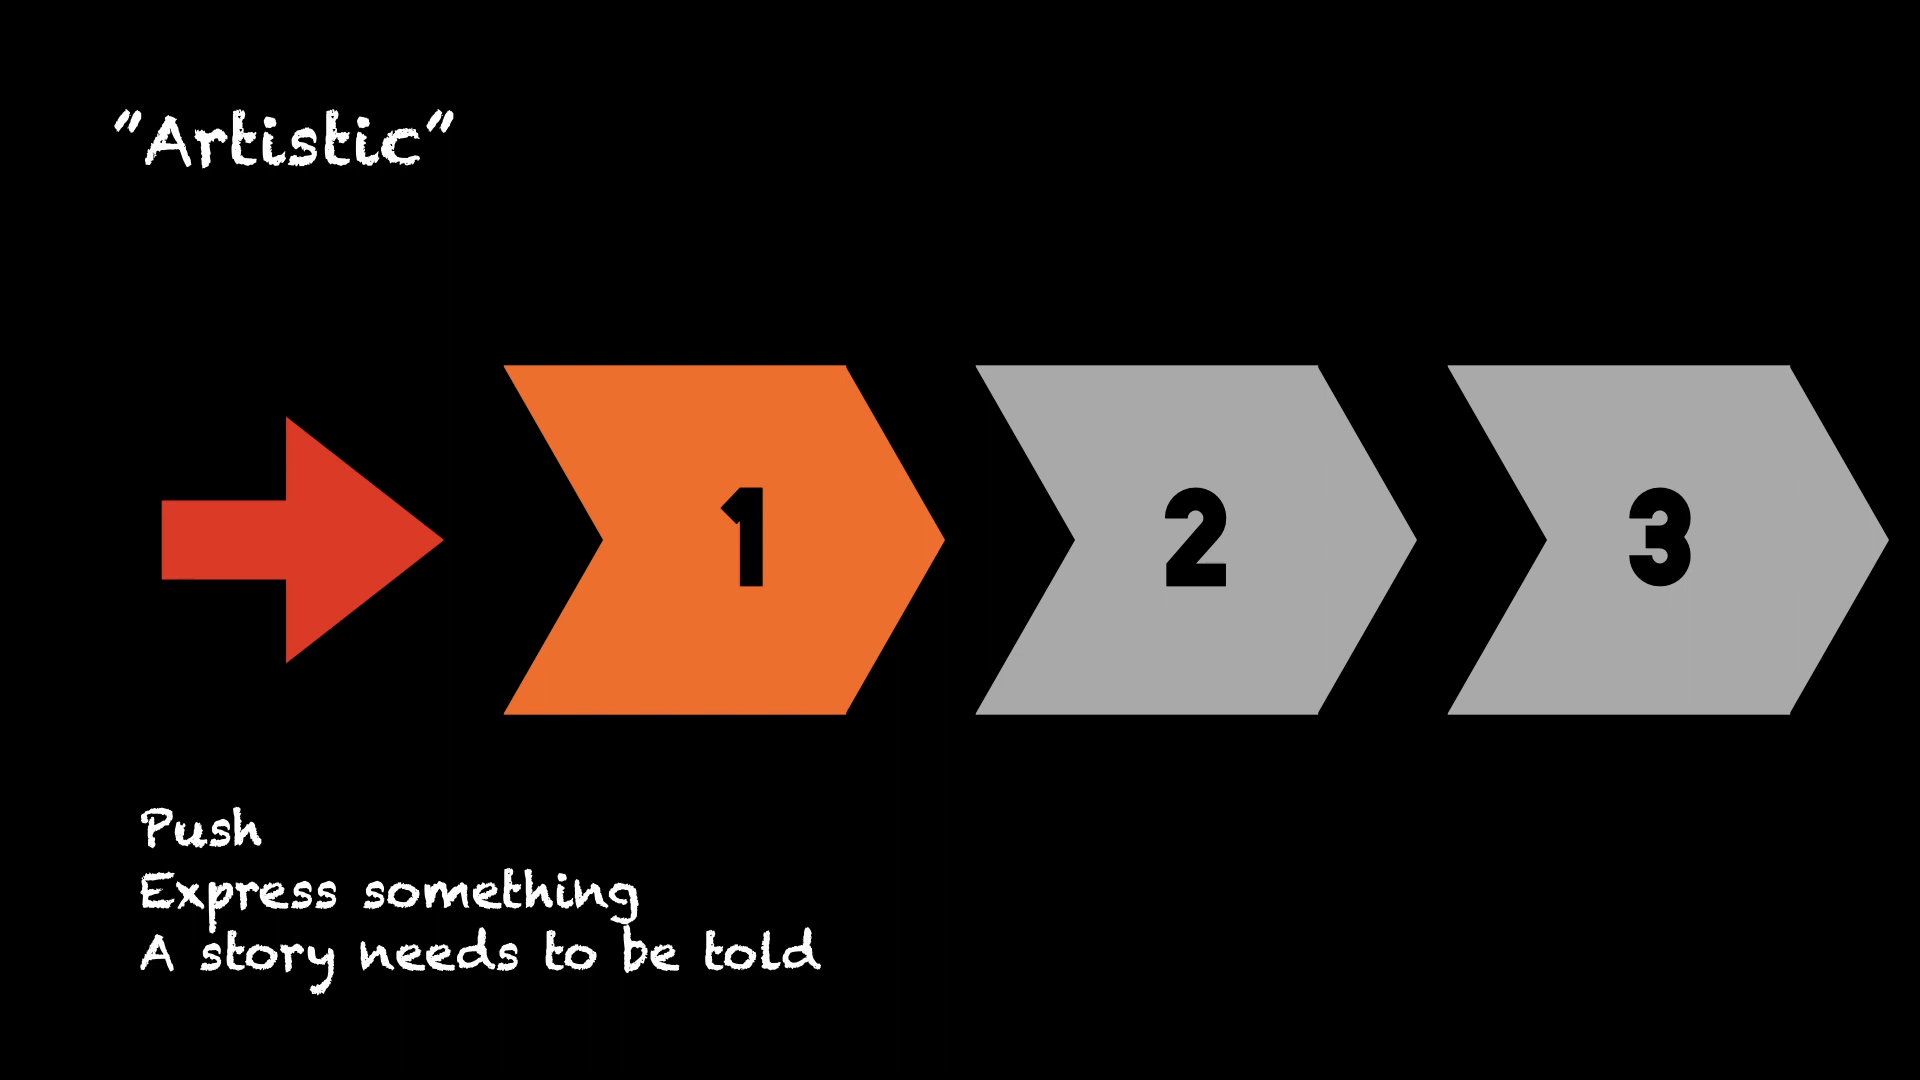 "Artistic"
1
2
3
Push
Express something
A story needs to be told